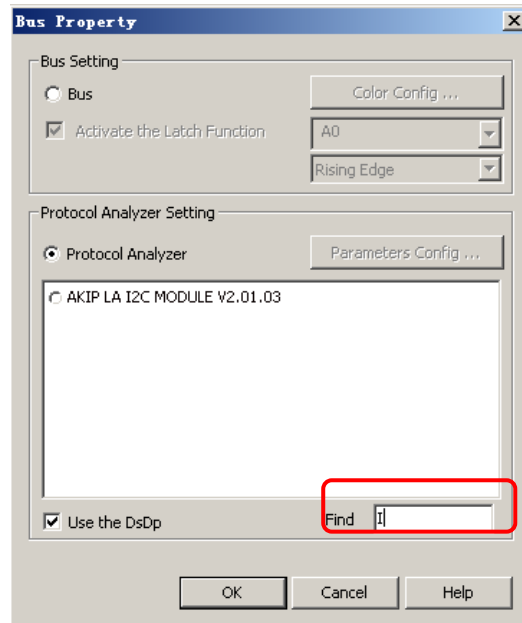 Bus Property
Bus Setting
Bus
Color Config ...
Activate the Latch Function
A0
Rising Edge
Protocol Analyzer Setting
Protocol Analyzer
Parameters Config ...
AKIP LA I2C MODULE V2.01.03
Use the DsDp
Find I
OK Cancel Help